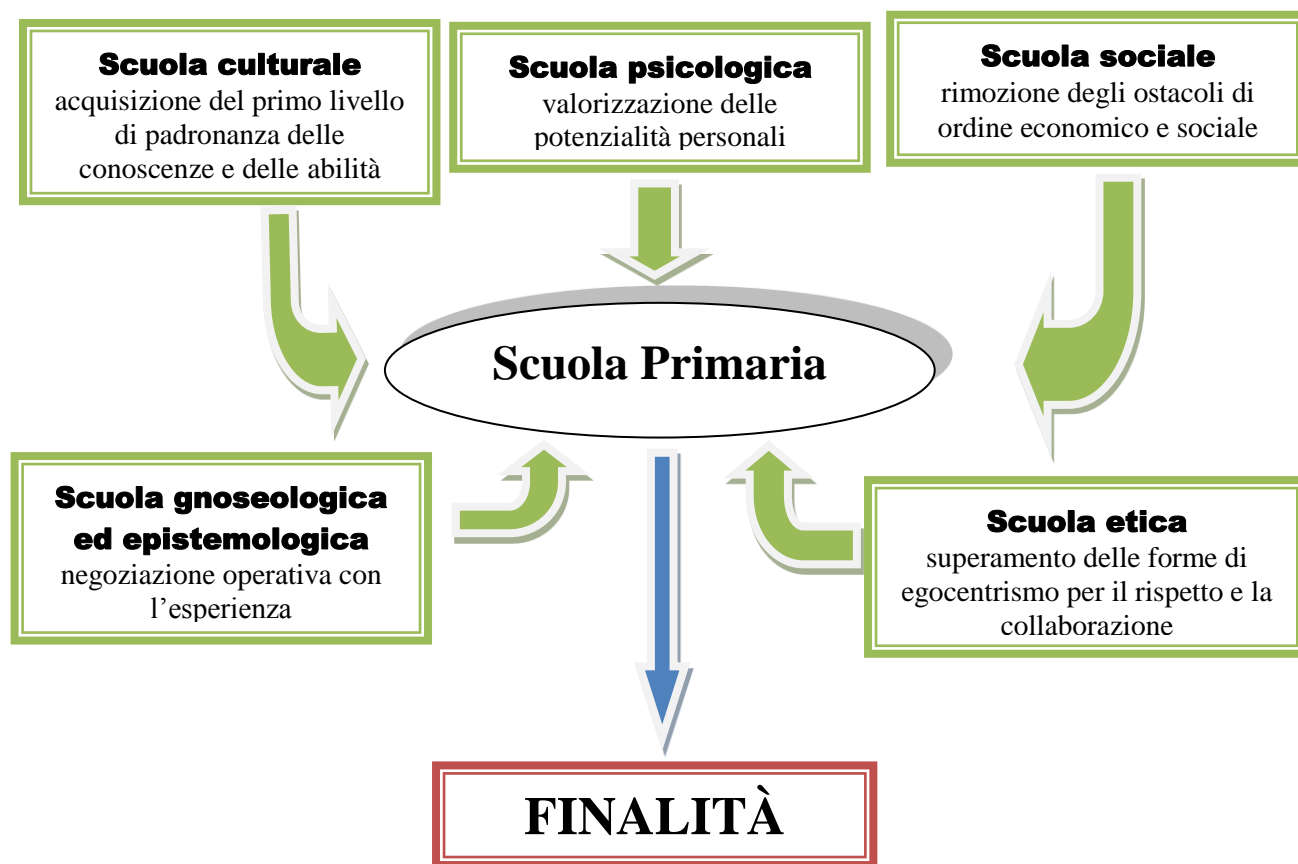 Scuola culturale
acquisizione del primo livello
di padronanza delle
conoscenze e delle abilità
Scuola psicologica
valorizzazione delle
potenzialità personali
Scuola sociale
rimozione degli ostacoli di
ordine economico e sociale
Scuola Primaria
Scuola gnoseologica
ed epistemologica
negoziazione operativa con
l’esperienza
Scuola etica
superamento delle forme di
egocentrismo per il rispetto e la
collaborazione
FINALITÀ